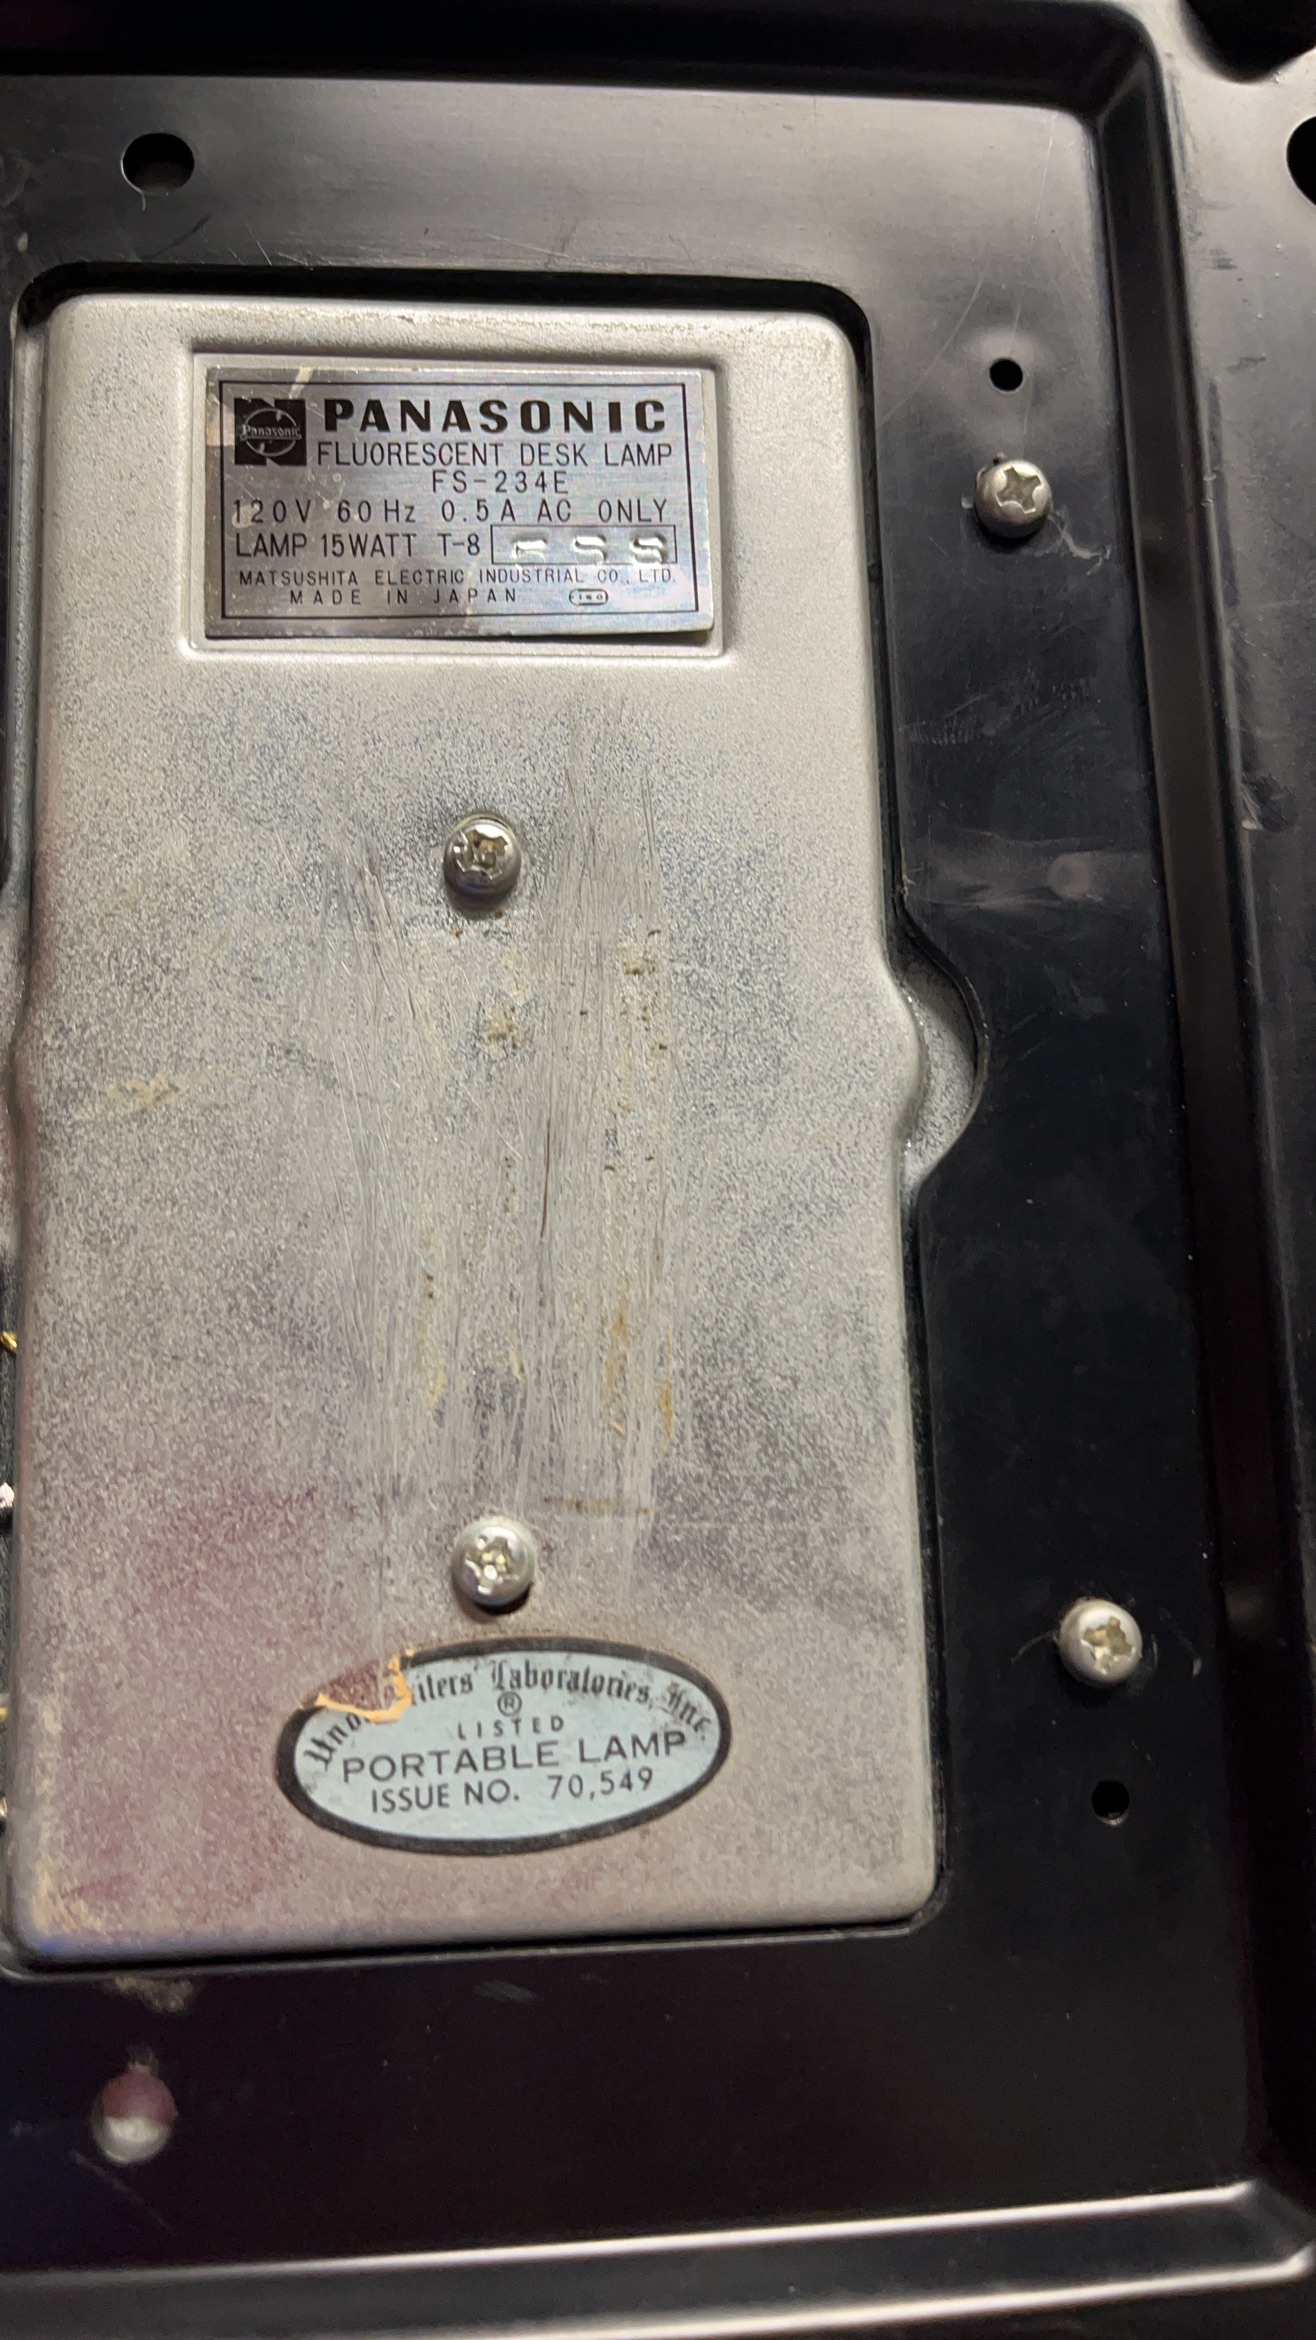 Panasonic
PANASONIC
FLUORESCENT DESK LAMP
FS-234E
120V 60Hz 0.5A AC ONLY
LAMP 15WATT T-8
MATSUSHITA ELECTRIC INDUSTRIAL CO., LTD.
MADE IN JAPAN
Laboratories, Inc.
®
LISTED
PORTABLE LAMP
ISSUE NO. 70,549